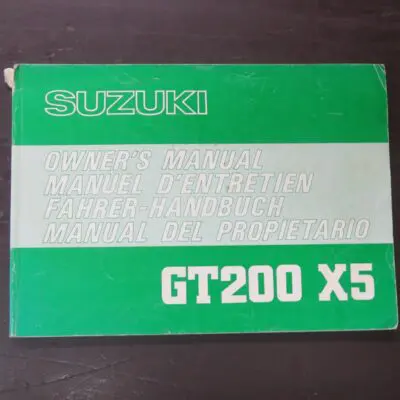 SUZUKI
OWNER'S MANUAL
MANUEL D'ENTRETIEN
FAHRER-HANDBUCH
MANUAL DEL PROPIETARIO
GT200 X5